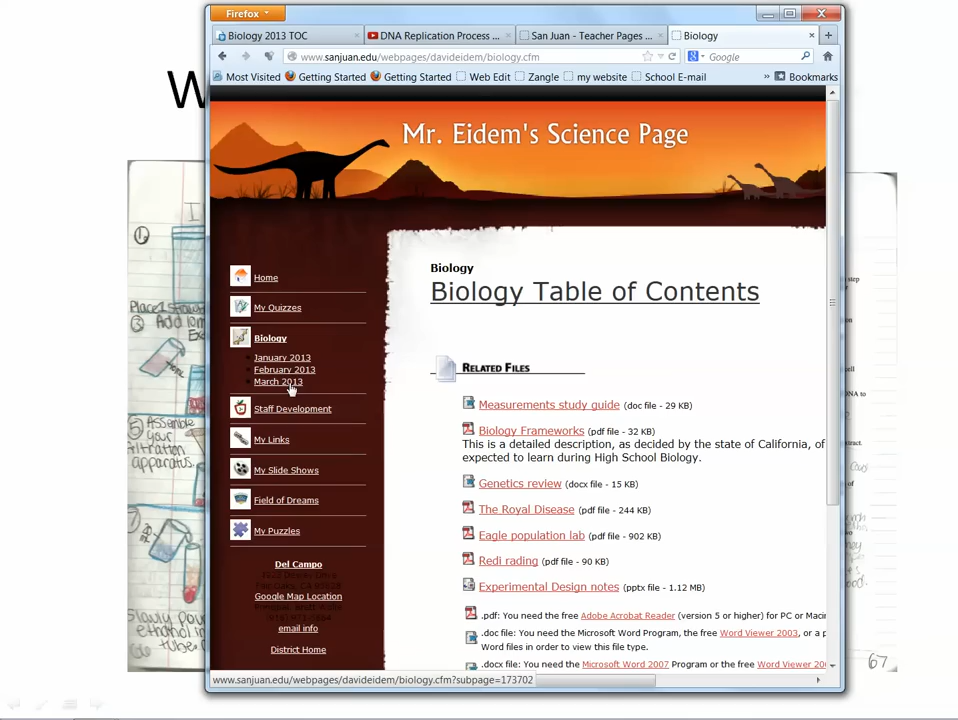 W
Firefox
Biology 2013 TOC
DNA Replication Process ...
San Juan - Teacher Pages ...
Biology
www.sanjuan.edu/webpages/davideidem/biology.cfm
Google
Most Visited
Getting Started
Getting Started
Web Edit
Zangle
my website
School E-mail
»
Bookmarks
Mr. Eidem's Science Page
Home
My Quizzes
Biology
January 2013
February 2013
March 2013
Staff Development
My Links
My Slide Shows
Field of Dreams
My Puzzles
Del Campo
Google Map Location
email info
District Home
Biology
Biology Table of Contents
RELATED FILES
Measurements study guide (doc file - 29 KB)
Biology Frameworks (pdf file - 32 KB)
This is a detailed description, as decided by the state of California, of
expected to learn during High School Biology.
Genetics review (docx file - 15 KB)
The Royal Disease (pdf file - 244 KB)
Eagle population lab (pdf file - 902 KB)
Redi rading (pdf file - 90 KB)
Experimental Design notes (pptx file - 1.12 MB)
.pdf: You need the free Adobe Acrobat Reader (version 5 or higher) for PC or Macin
.doc file: You need the Microsoft Word Program, the free Word Viewer 2003, or a p
Word files in order to view this file type.
.docx file: You need the Microsoft Word 2007 Program or the free Word Viewer 200
www.sanjuan.edu/webpages/davideidem/biology.cfm?subpage=173702
67